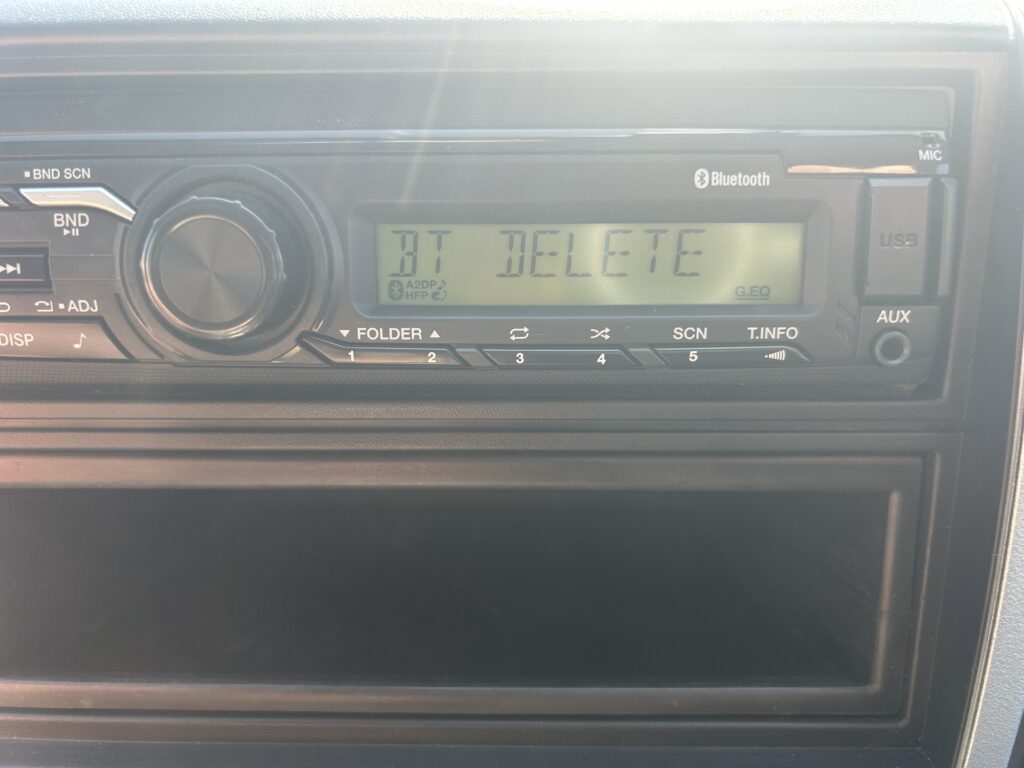 MIC
BND SCN
Bluetooth
BND
BT DELETE
USB
A2DP
HFP
G.EQ
ADJ
DISP
FOLDER
SCN
T.INFO
AUX
1
2
3
4
5